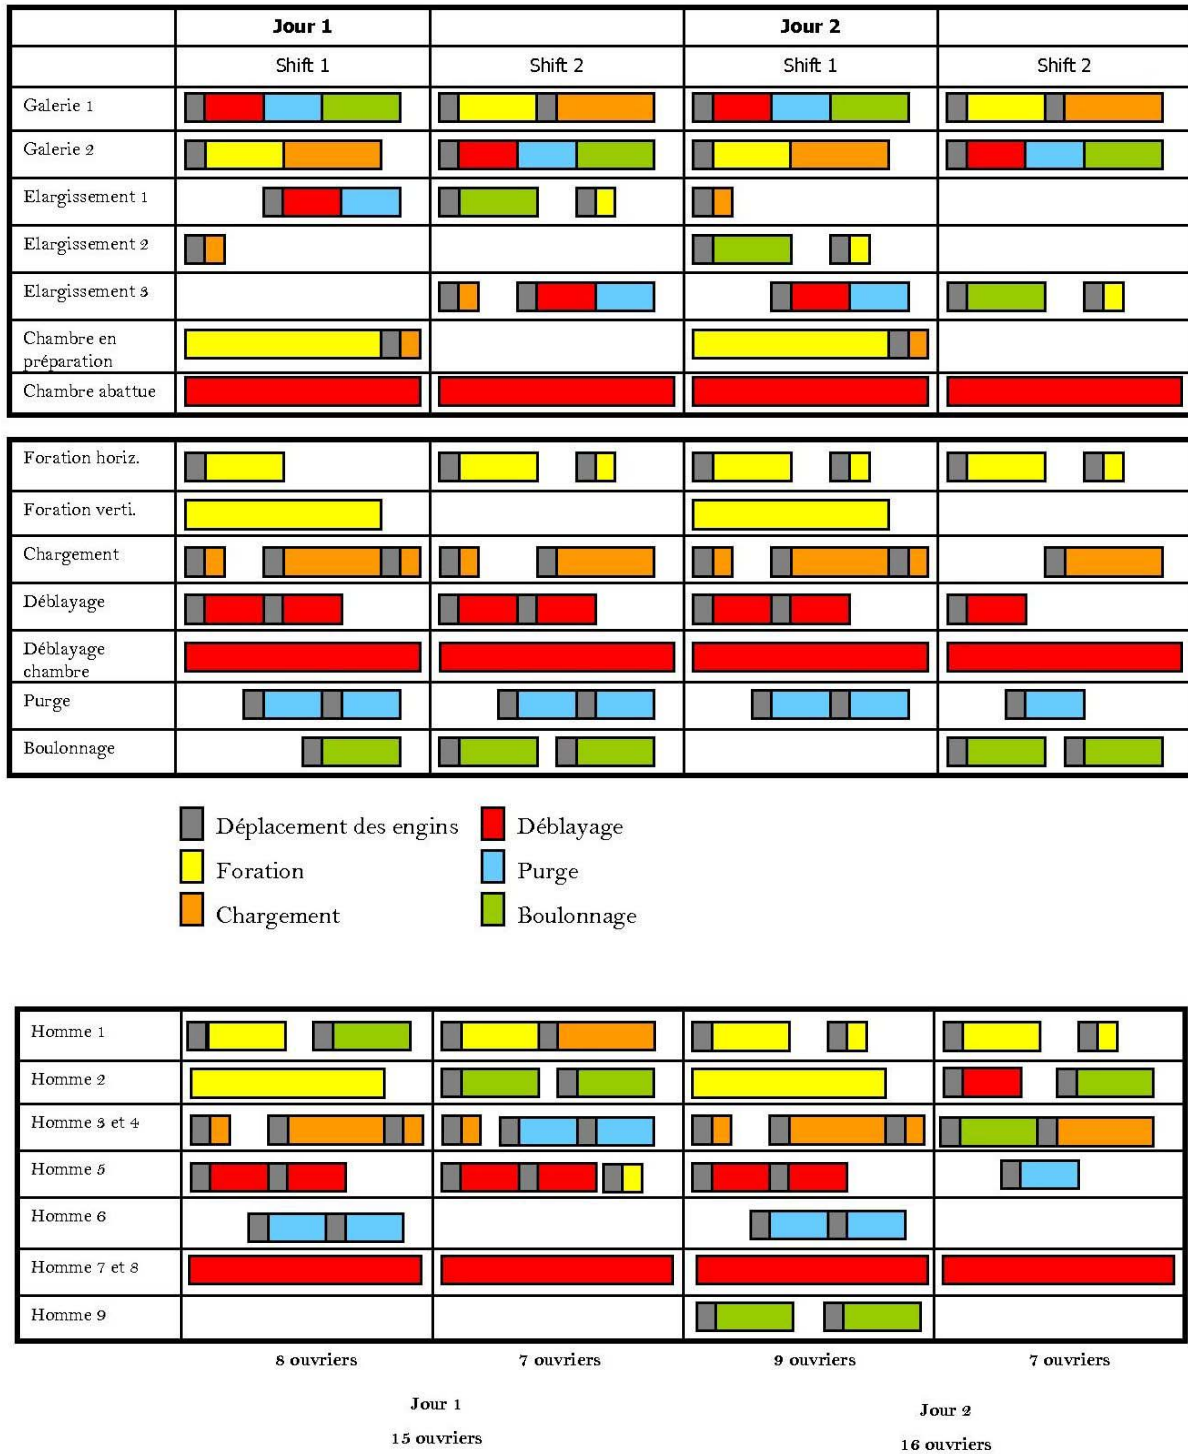 Jour 1 Jour 2
Shift 1 Shift 2 Shift 1 Shift 2
Galerie 1
Galerie 2
Elargissement 1
Elargissement 2
Elargissement 3
Chambre en
préparation
Chambre abattue
Foration horiz.
Foration verti.
Chargement
Déblayage
Déblayage
chambre
Purge
Boulonnage
Déplacement des engins Déblayage
Foration Purge
Chargement Boulonnage
Homme 1
Homme 2
Homme 3 et 4
Homme 5
Homme 6
Homme 7 et 8
Homme 9
8 ouvriers 7 ouvriers 9 ouvriers 7 ouvriers
Jour 1 Jour 2
15 ouvriers 16 ouvriers